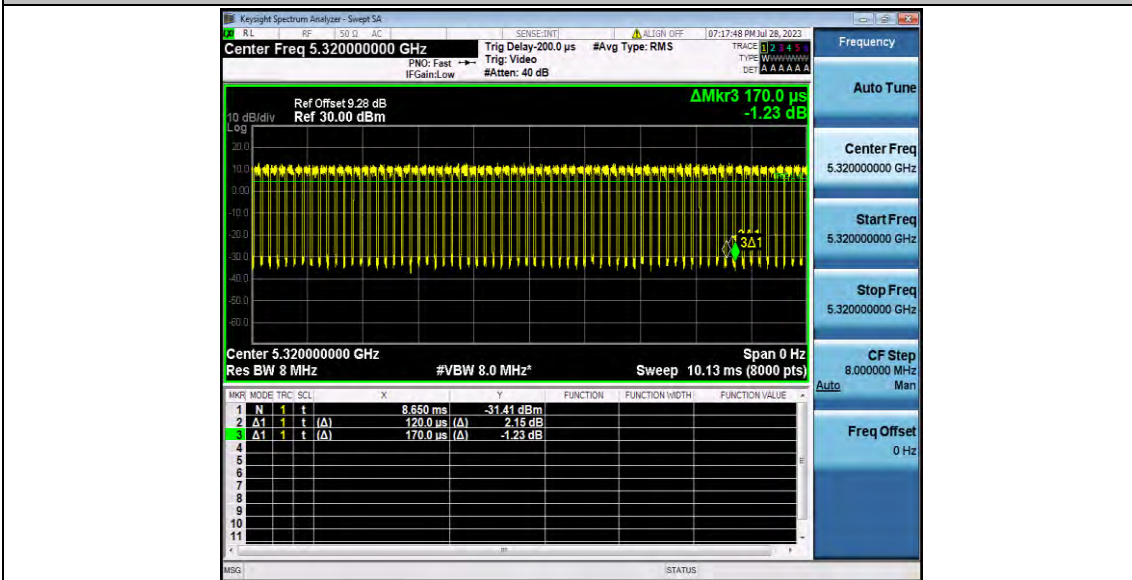 Keysight Spectrum Analyzer - Swept SA
RL RF 50 Ω AC SENSE:INT ALIGN OFF 07:17:48 PM Jul 28, 2023
Center Freq 5.320000000 GHz
PNO: Fast
IFGain:Low
Trig Delay-200.0 µs
Trig: Video
#Atten: 40 dB
#Avg Type: RMS
TRACE 1 2 3 4 5 6
TYPE WWWWWW
DET A A A A A A
Frequency
Auto Tune
Center Freq
5.320000000 GHz
Start Freq
5.320000000 GHz
Stop Freq
5.320000000 GHz
CF Step
8.000000 MHz
Auto Man
Freq Offset
0 Hz
ΔMkr3 170.0 µs
-1.23 dB
Ref Offset 9.28 dB
10 dB/div Ref 30.00 dBm
Log
20.0
10.0
0.00
-10.0
-20.0
-30.0
-40.0
-50.0
-60.0
3Δ1
Center 5.320000000 GHz Span 0 Hz
Res BW 8 MHz #VBW 8.0 MHz* Sweep 10.13 ms (8000 pts)
MKR MODE TRC SCL X Y FUNCTION FUNCTION WIDTH FUNCTION VALUE
1 N 1 t 8.650 ms -31.41 dBm
2 Δ1 1 t (Δ) 120.0 µs (Δ) 2.15 dB
3 Δ1 1 t (Δ) 170.0 µs (Δ) -1.23 dB
4
5
6
7
8
9
10
11
MSG STATUS